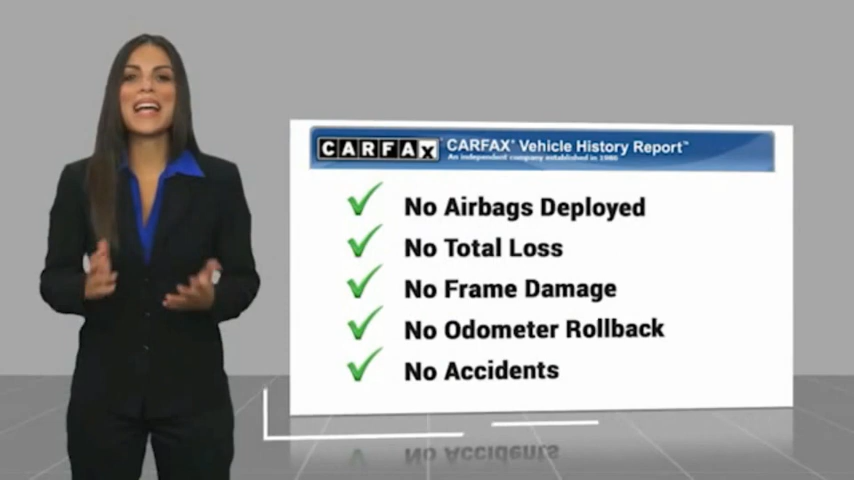 CARFAX CARFAX® Vehicle History Report™
An independent company established in 1986
No Airbags Deployed
No Total Loss
No Frame Damage
No Odometer Rollback
No Accidents
No Accidents